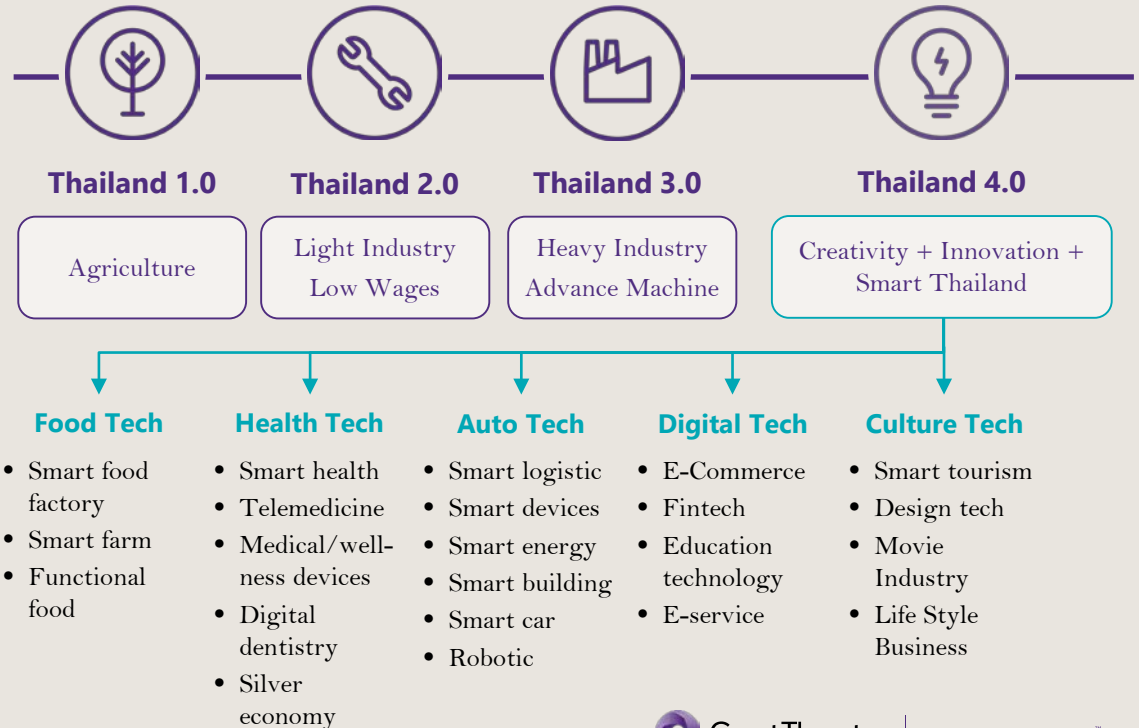 Thailand 1.0
Thailand 2.0
Thailand 3.0
Thailand 4.0
Agriculture
Light Industry
Low Wages
Heavy Industry
Advance Machine
Creativity + Innovation +
Smart Thailand
Food Tech
• Smart food
factory
• Smart farm
• Functional
food
Health Tech
• Smart health
• Telemedicine
• Medical/well-
ness devices
• Digital
dentistry
• Silver
economy
Auto Tech
• Smart logistic
• Smart devices
• Smart energy
• Smart building
• Smart car
• Robotic
Digital Tech
• E-Commerce
• Fintech
• Education
technology
• E-service
Culture Tech
• Smart tourism
• Design tech
• Movie
Industry
• Life Style
Business